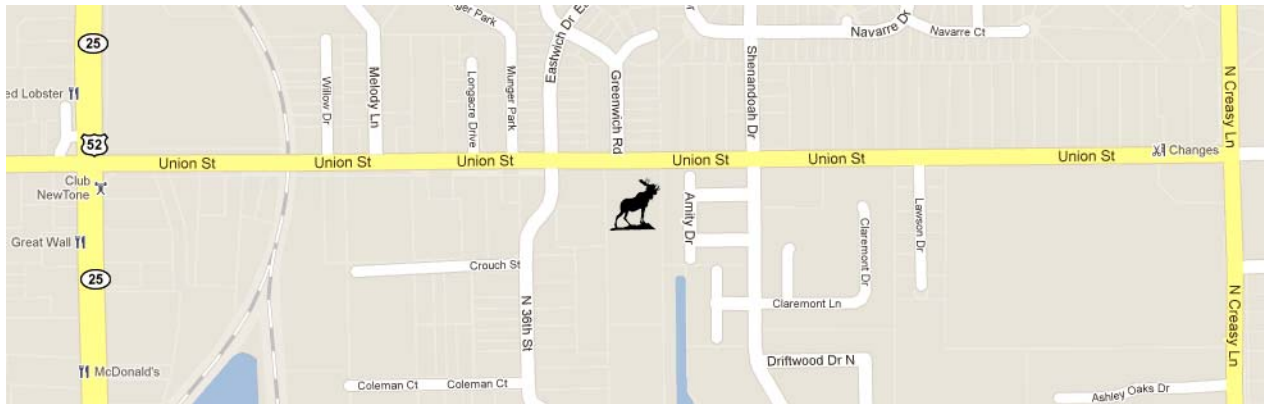 25
Munger Park
Eastwich Dr
Navarre Dr
Navarre Ct
ed Lobster
Willow Dr
Melody Ln
Longacre Drive
Munger Park
Greenwich Rd
Shenandoah Dr
N Creasy Ln
52
Union St
Union St
Union St
Union St
Union St
Union St
Changes
Club
NewTone
Amity Dr
Lawson Dr
Great Wall
Claremont Dr
25
Crouch St
N 36th St
Claremont Ln
N Creasy Ln
McDonald's
Driftwood Dr N
Coleman Ct
Coleman Ct
Ashley Oaks Dr